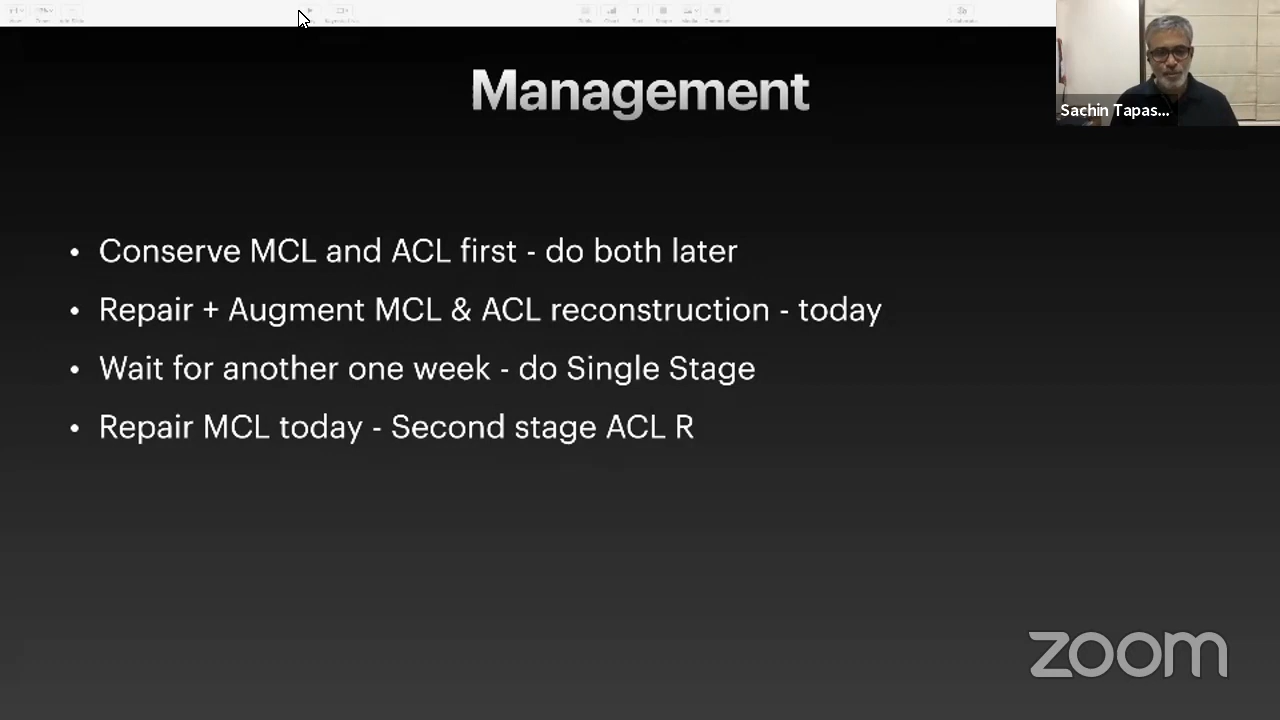 Management
Sachin Tapas...
• Conserve MCL and ACL first - do both later
• Repair + Augment MCL & ACL reconstruction - today
• Wait for another one week - do Single Stage
• Repair MCL today - Second stage ACL R
zoom